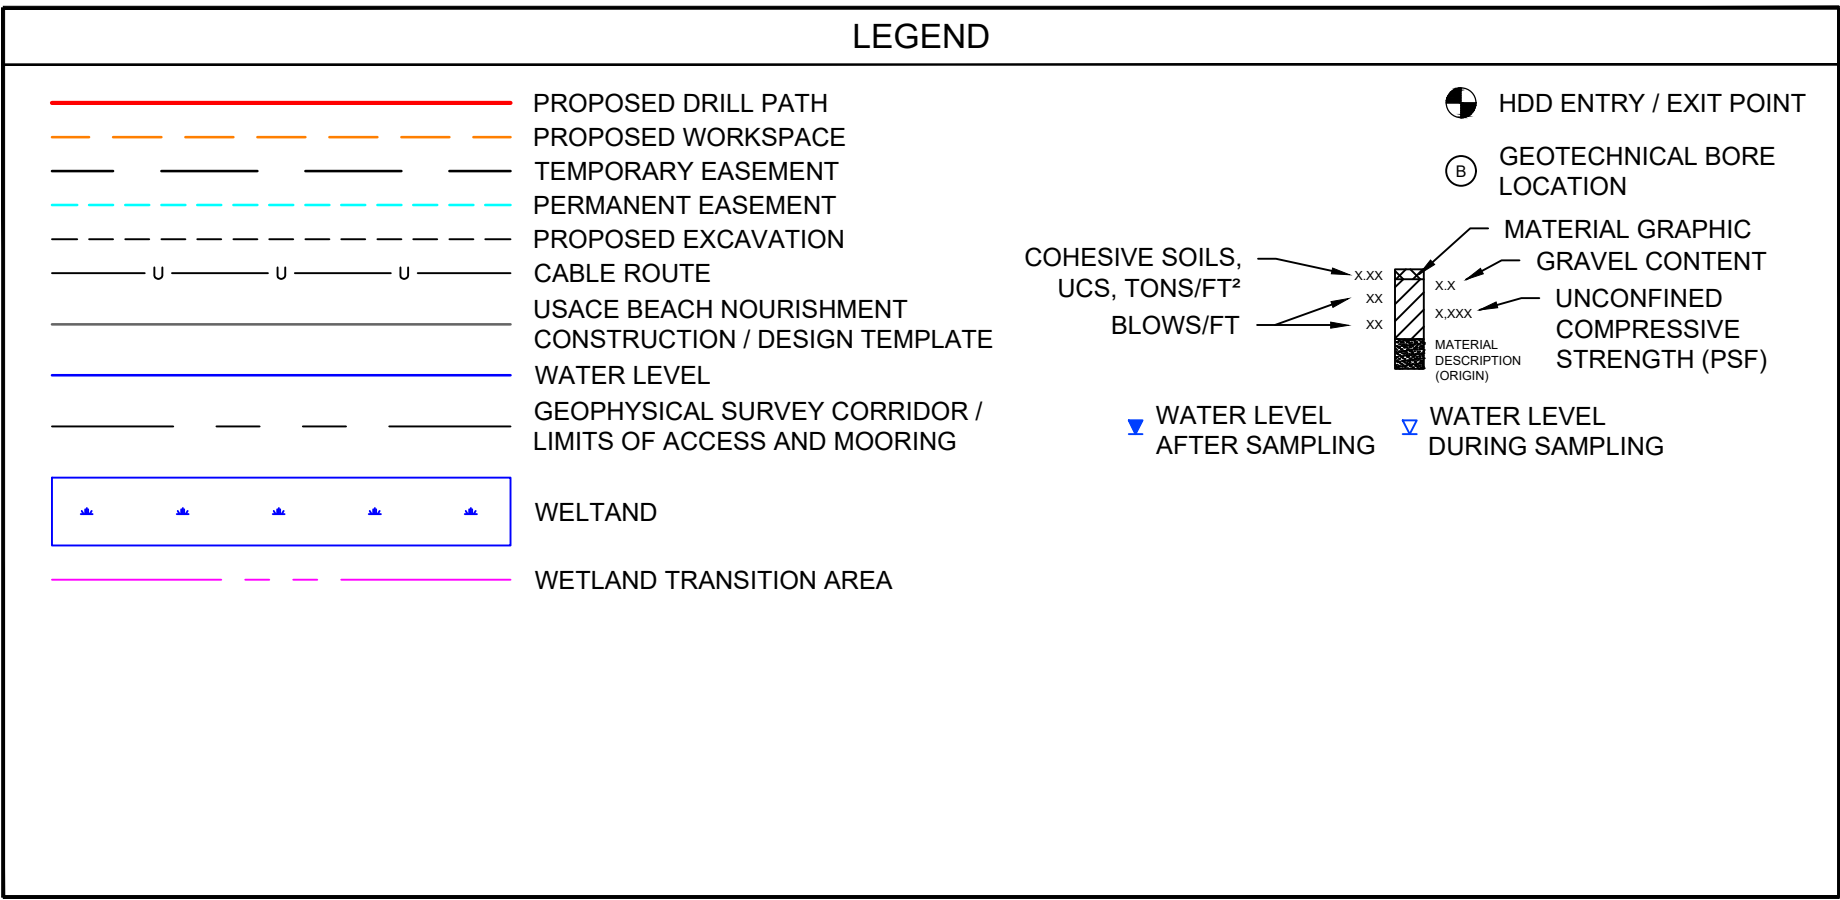 LEGEND
PROPOSED DRILL PATH
PROPOSED WORKSPACE
TEMPORARY EASEMENT
PERMANENT EASEMENT
PROPOSED EXCAVATION
U U U
CABLE ROUTE
USACE BEACH NOURISHMENT
CONSTRUCTION / DESIGN TEMPLATE
WATER LEVEL
GEOPHYSICAL SURVEY CORRIDOR /
LIMITS OF ACCESS AND MOORING
WELTAND
WETLAND TRANSITION AREA
HDD ENTRY / EXIT POINT
B
GEOTECHNICAL BORE
LOCATION
COHESIVE SOILS,
UCS, TONS/FT²
BLOWS/FT
X.XX
XX
XX
X.X
X,XXX
MATERIAL
DESCRIPTION
(ORIGIN)
MATERIAL GRAPHIC
GRAVEL CONTENT
UNCONFINED
COMPRESSIVE
STRENGTH (PSF)
WATER LEVEL
AFTER SAMPLING
WATER LEVEL
DURING SAMPLING